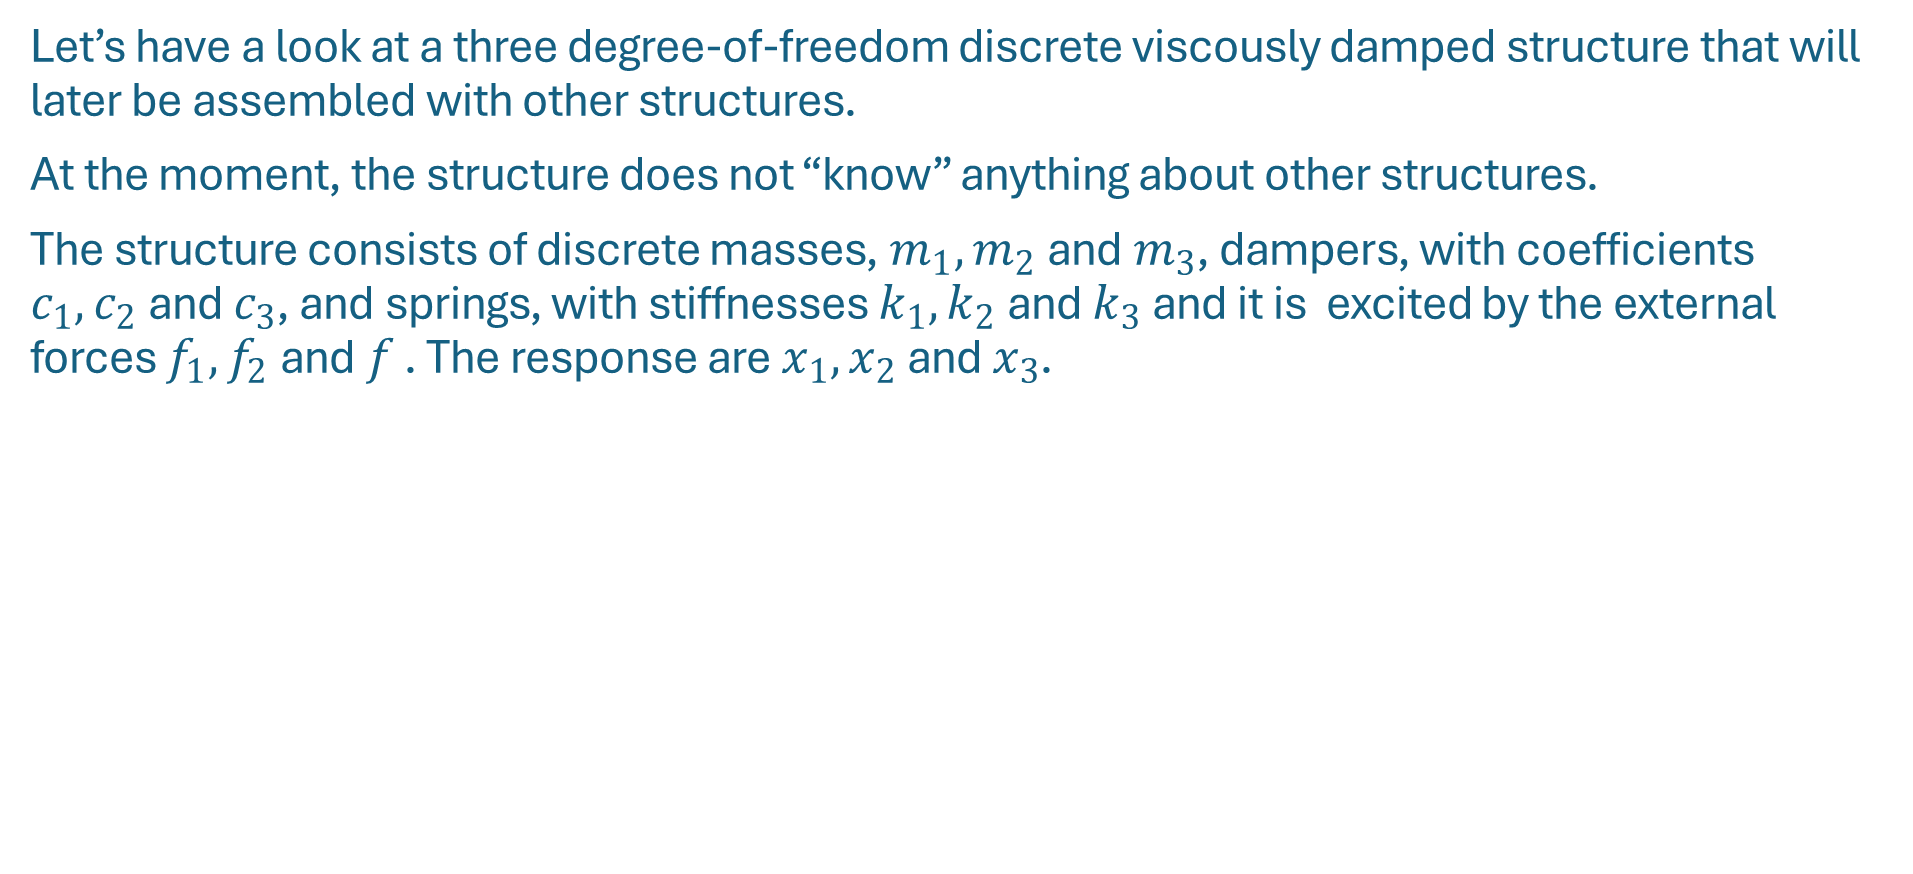 Let’s have a look at a three degree-of-freedom discrete viscously damped structure that will
later be assembled with other structures.
At the moment, the structure does not “know” anything about other structures.
The structure consists of discrete masses, m₁, m₂ and m₃, dampers, with coefficients
c₁, c₂ and c₃, and springs, with stiffnesses k₁, k₂ and k₃ and it is  excited by the external
forces f₁, f₂ and f . The response are x₁, x₂ and x₃.